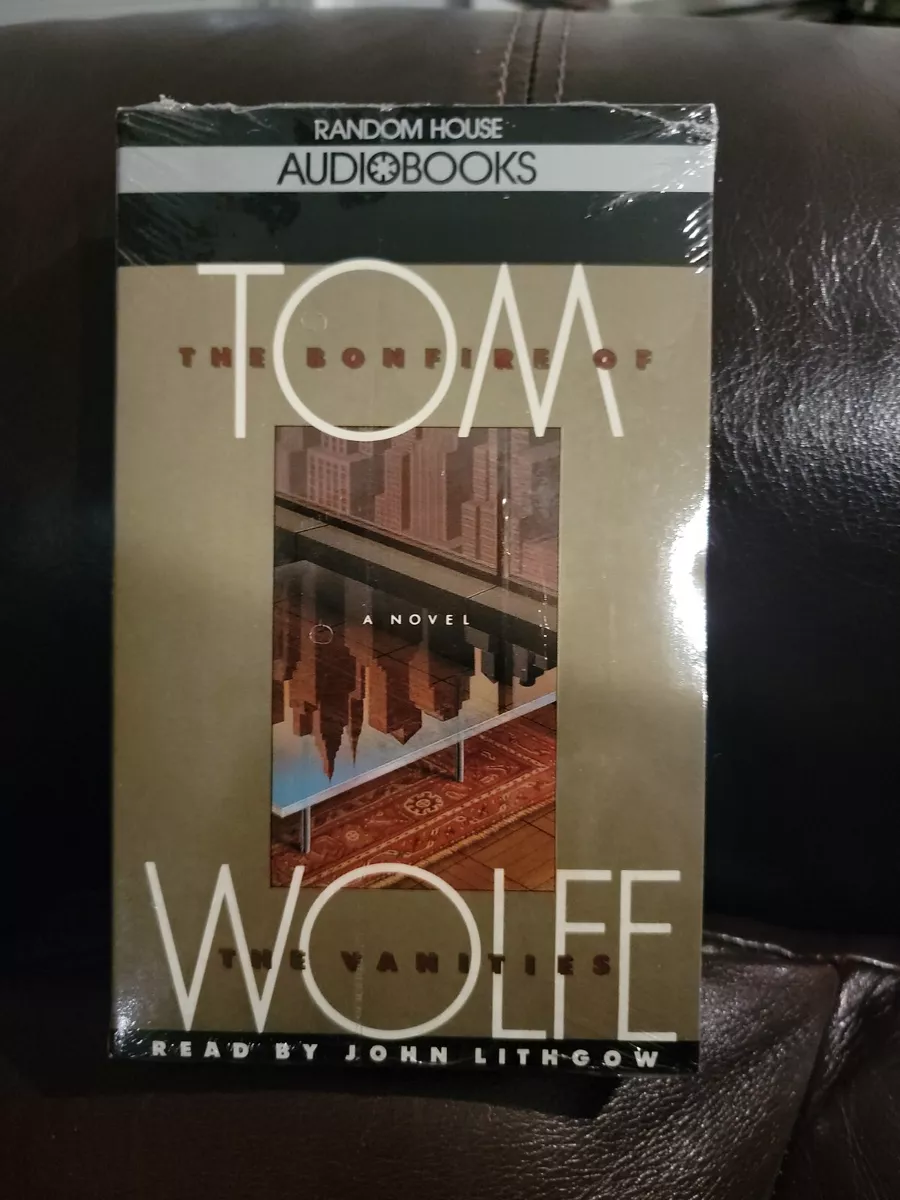 RANDOM HOUSE
AUDIOBOOKS
TOM
THE BONFIRE OF
A NOVEL
WOLFE
THE VANITIES
READ BY JOHN LITHGOW